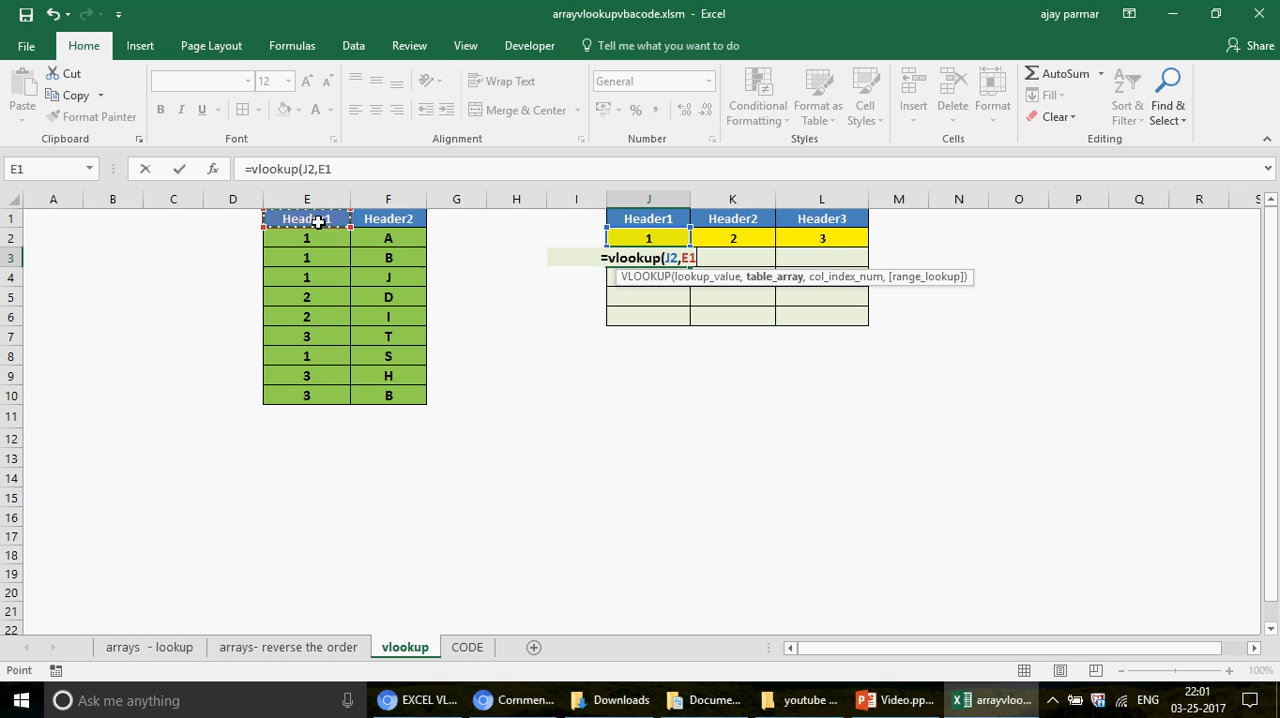 arrayvlookupvbacode.xlsm - Excel
ajay parmar
File Home Insert Page Layout Formulas Data Review View Developer Tell me what you want to do Share
Paste
Cut
Copy
Format Painter
Clipboard
12 A A
B I U A
Font
Wrap Text
Merge & Center
Alignment
General
% ,
Number
Conditional Formatting
Format as Table
Cell Styles
Styles
Insert Delete Format
Cells
AutoSum
Fill
Clear
Sort & Filter
Find & Select
Editing
E1 fx =vlookup(J2,E1
A B C D E F G H I J K L M N O P Q R S
1 Header2 Header1 Header2 Header3
2 1 A 1 2 3
3 1 B =vlookup(J2,E1
4 1 J VLOOKUP(lookup_value, table_array, col_index_num, [range_lookup])
5 2 D
6 2 I
7 3 T
8 1 S
9 3 H
10 3 B
11
12
13
14
15
16
17
18
19
20
21
22
arrays - lookup arrays- reverse the order vlookup CODE
Point 100%
Ask me anything EXCEL VL... Commen... Downloads Docume... youtube ... Video.pp... arrayvloo... ENG 22:01
03-25-2017